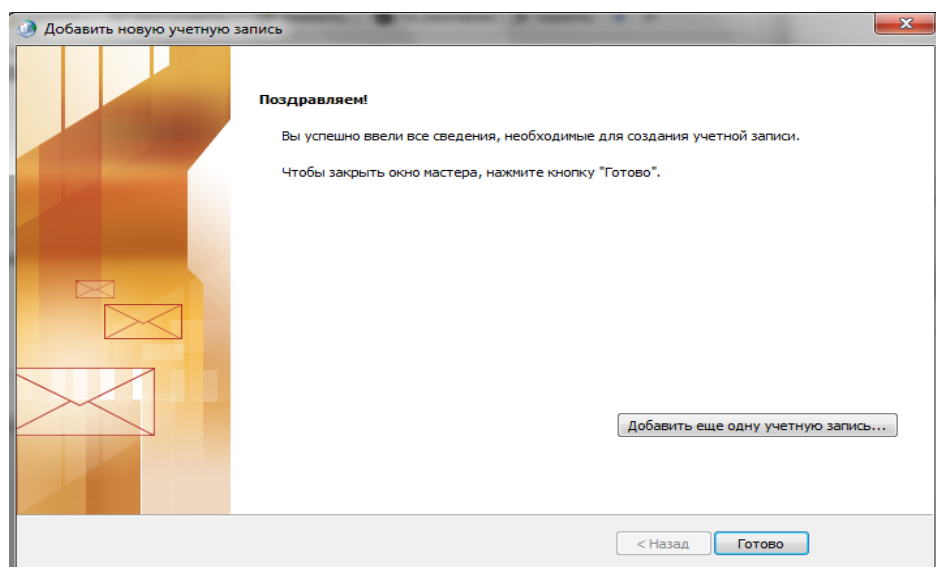 Добавить новую учетную запись
Поздравляем!
Вы успешно ввели все сведения, необходимые для создания учетной записи.
Чтобы закрыть окно мастера, нажмите кнопку "Готово".
Добавить еще одну учетную запись...
< Назад
Готово